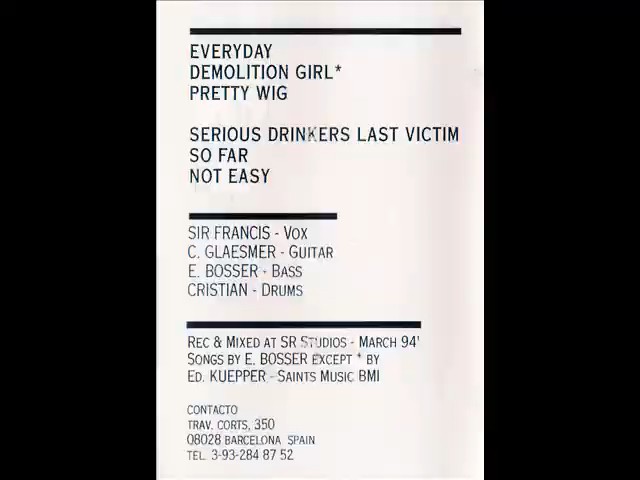 EVERYDAY
DEMOLITION GIRL*
PRETTY WIG
SERIOUS DRINKERS LAST VICTIM
SO FAR
NOT EASY
SIR FRANCIS - VOX
C. GLAESMER - GUITAR
E. BOSSER - BASS
CRISTIAN - DRUMS
REC & MIXED AT SR STUDIOS - MARCH 94'
SONGS BY E. BOSSER EXCEPT * BY
ED. KUEPPER - SAINTS MUSIC BMI
CONTACTO
TRAV. CORTS, 350
08028 BARCELONA SPAIN
TEL. 3-93-284 87 52